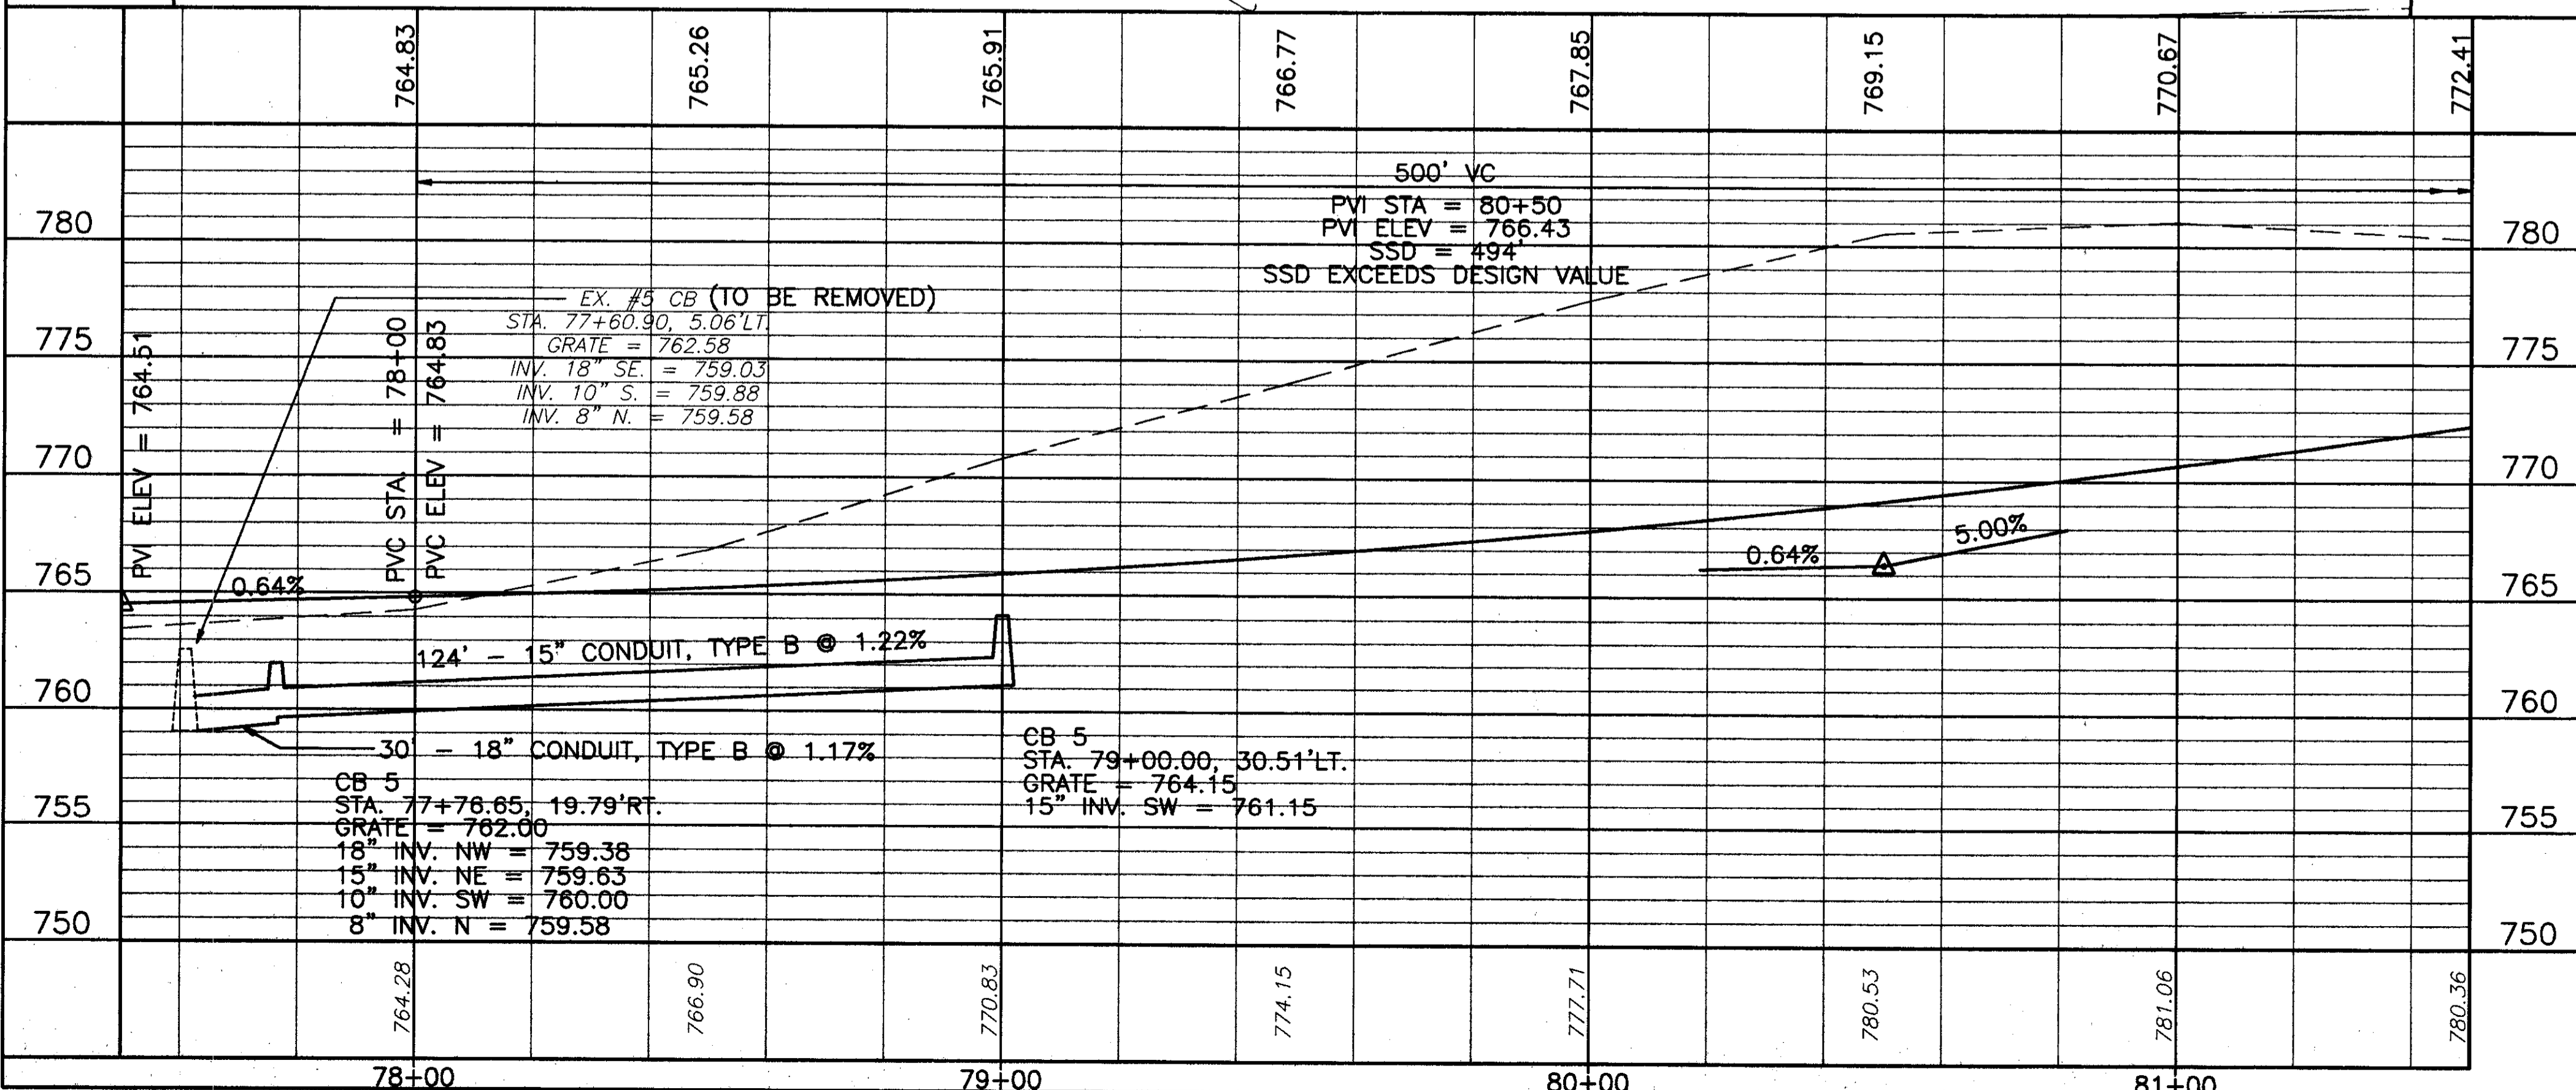 764.83
765.26
765.91
766.77
767.85
769.15
770.67
772.41
500' VC
PVI STA = 80+50
PVI ELEV = 766.43
SSD = 494'
SSD EXCEEDS DESIGN VALUE
780
780
EX. #5 CB (TO BE REMOVED)
STA. 77+60.90, 5.06'LT.
GRATE = 762.58
INV. 18" SE. = 759.03
INV. 10" S. = 759.88
INV. 8" N. = 759.58
775
775
PVI ELEV = 764.51
PVC STA. = 78+00
PVC ELEV = 764.83
770
770
0.64%
0.64%
5.00%
765
765
124' - 15" CONDUIT, TYPE B @ 1.22%
760
760
30' - 18" CONDUIT, TYPE B @ 1.17%
CB 5
STA. 79+00.00, 30.51'LT.
GRATE = 764.15
15" INV. SW = 761.15
CB 5
STA. 77+76.65, 19.79'RT.
GRATE = 762.00
18" INV. NW = 759.38
15" INV. NE = 759.63
10" INV. SW = 760.00
8" INV. N = 759.58
755
755
750
750
764.28
766.90
770.83
774.15
777.71
780.53
781.06
780.36
78+00
79+00
80+00
81+00